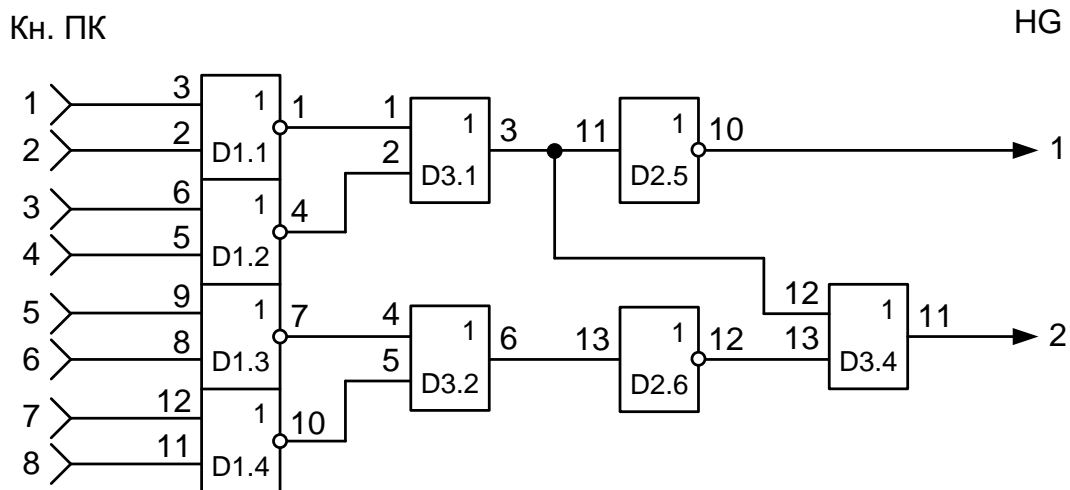 Кн. ПК
HG
1 3 1 1 1 1 3 11 1 10 1
2 2 D1.1 2 D3.1 D2.5
3 6 1 4
4 5 D1.2
5 9 1 7 4 1 6 13 1 12 12 1 11 2
6 8 D1.3 5 D3.2 D2.6 13 D3.4
7 12 1 10
8 11 D1.4